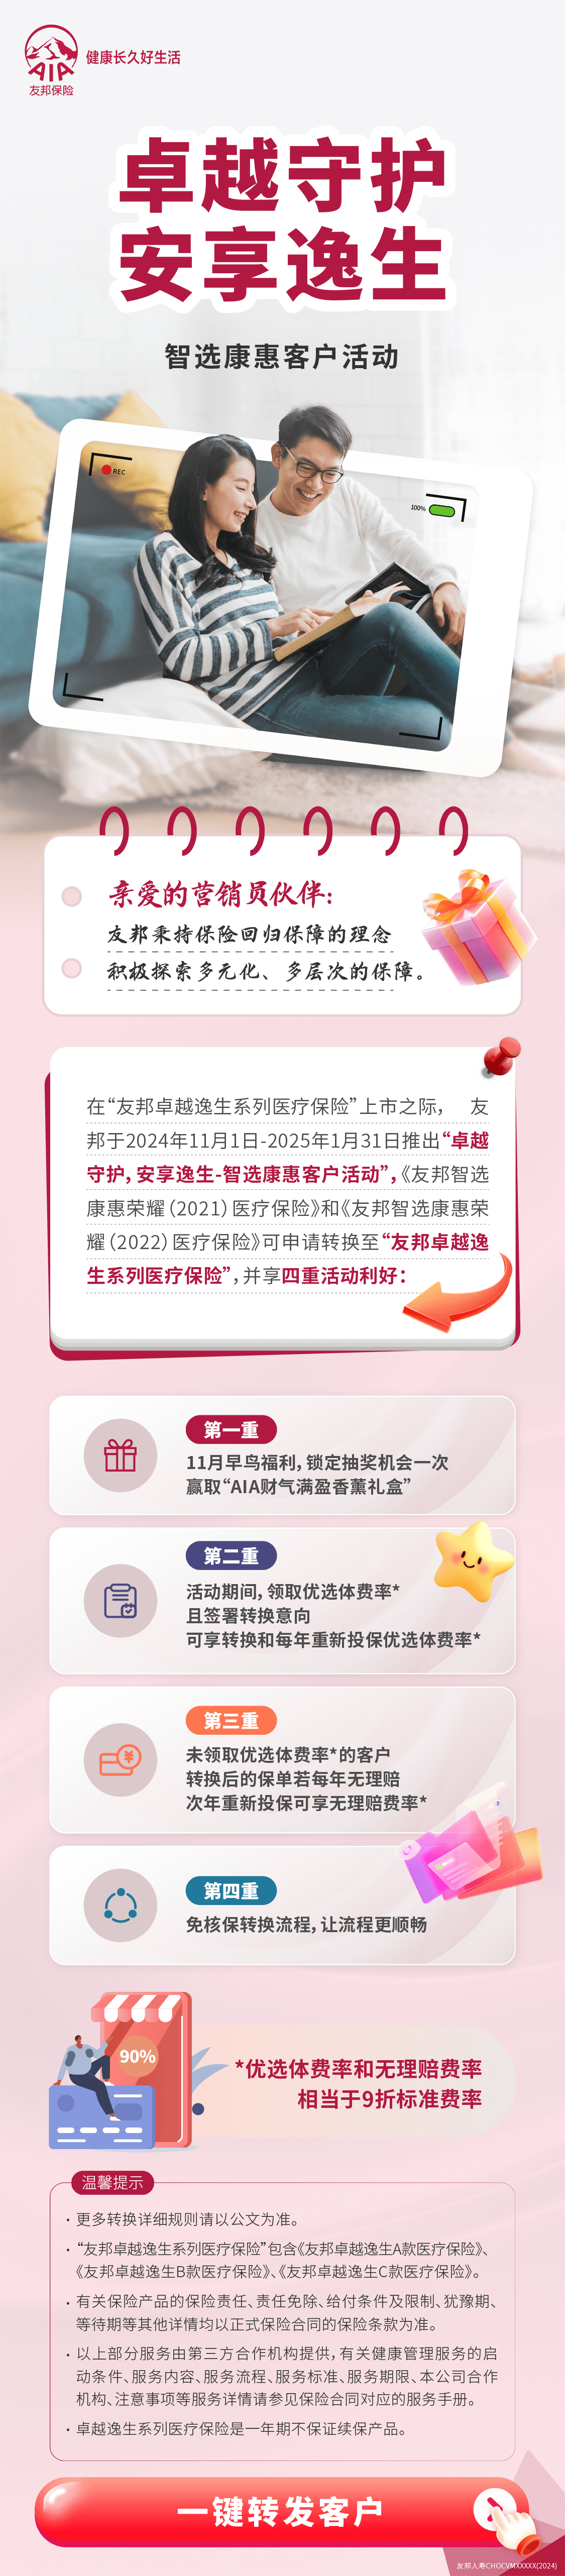 AIA
友邦保险
健康长久好生活
卓越守护
安享逸生
智选康惠客户活动
REC
100%
亲爱的营销员伙伴：
友邦秉持保险回归保障的理念
积极探索多元化、多层次的保障。
在“友邦卓越逸生系列医疗保险”上市之际， 友
邦于2024年11月1日-2025年1月31日推出“卓越
守护，安享逸生-智选康惠客户活动”，《友邦智选
康惠荣耀（2021）医疗保险》和《友邦智选康惠荣
耀（2022）医疗保险》可申请转换至“友邦卓越逸
生系列医疗保险”，并享四重活动利好：
第一重
11月早鸟福利，锁定抽奖机会一次
赢取“AIA财气满盈香薰礼盒”
第二重
活动期间，领取优选体费率*
且签署转换意向
可享转换和每年重新投保优选体费率*
第三重
未领取优选体费率*的客户
转换后的保单若每年无理赔
次年重新投保可享无理赔费率*
第四重
免核保转换流程，让流程更顺畅
90%
*优选体费率和无理赔费率
相当于9折标准费率
温馨提示
· 更多转换详细规则请以公文为准。
· “友邦卓越逸生系列医疗保险”包含《友邦卓越逸生A款医疗保险》、
《友邦卓越逸生B款医疗保险》、《友邦卓越逸生C款医疗保险》。
· 有关保险产品的保险责任、责任免除、给付条件及限制、犹豫期、
等待期等其他详情均以正式保险合同的保险条款为准。
· 以上部分服务由第三方合作机构提供，有关健康管理服务的启
动条件、服务内容、服务流程、服务标准、服务期限、本公司合作
机构、注意事项等服务详情请参见保险合同对应的服务手册。
· 卓越逸生系列医疗保险是一年期不保证续保产品。
一键转发客户
友邦人寿CHOCVMXXXXX(2024)